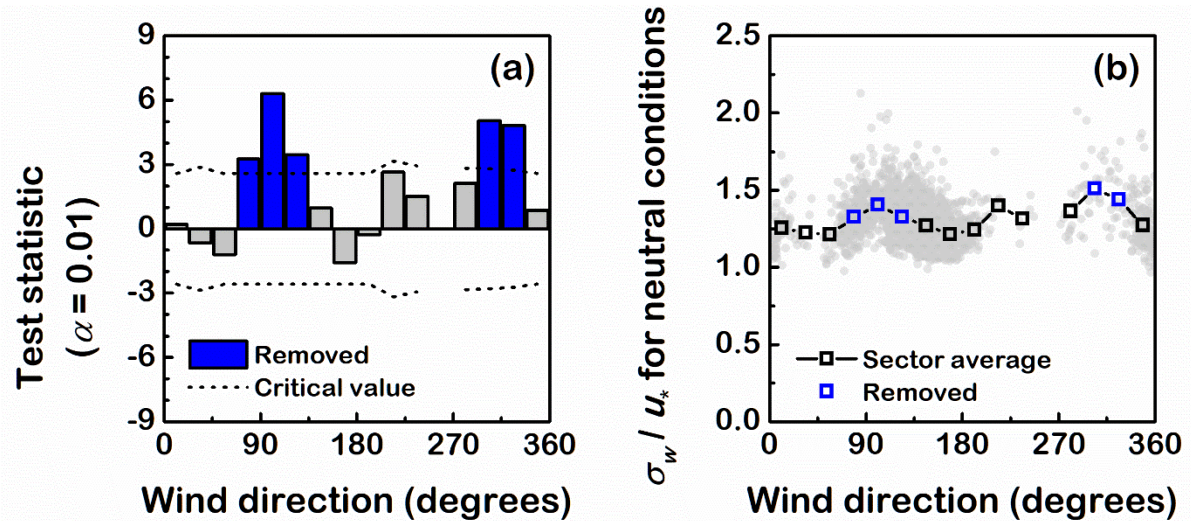 Test statistic
(α = 0.01)
9
6
3
0
-3
-6
-9
(a)
Removed
Critical value
0 90 180 270 360
Wind direction (degrees)
σw / u* for neutral conditions
2.5
2.0
1.5
1.0
0.5
0.0
(b)
Sector average
Removed
0 90 180 270 360
Wind direction (degrees)